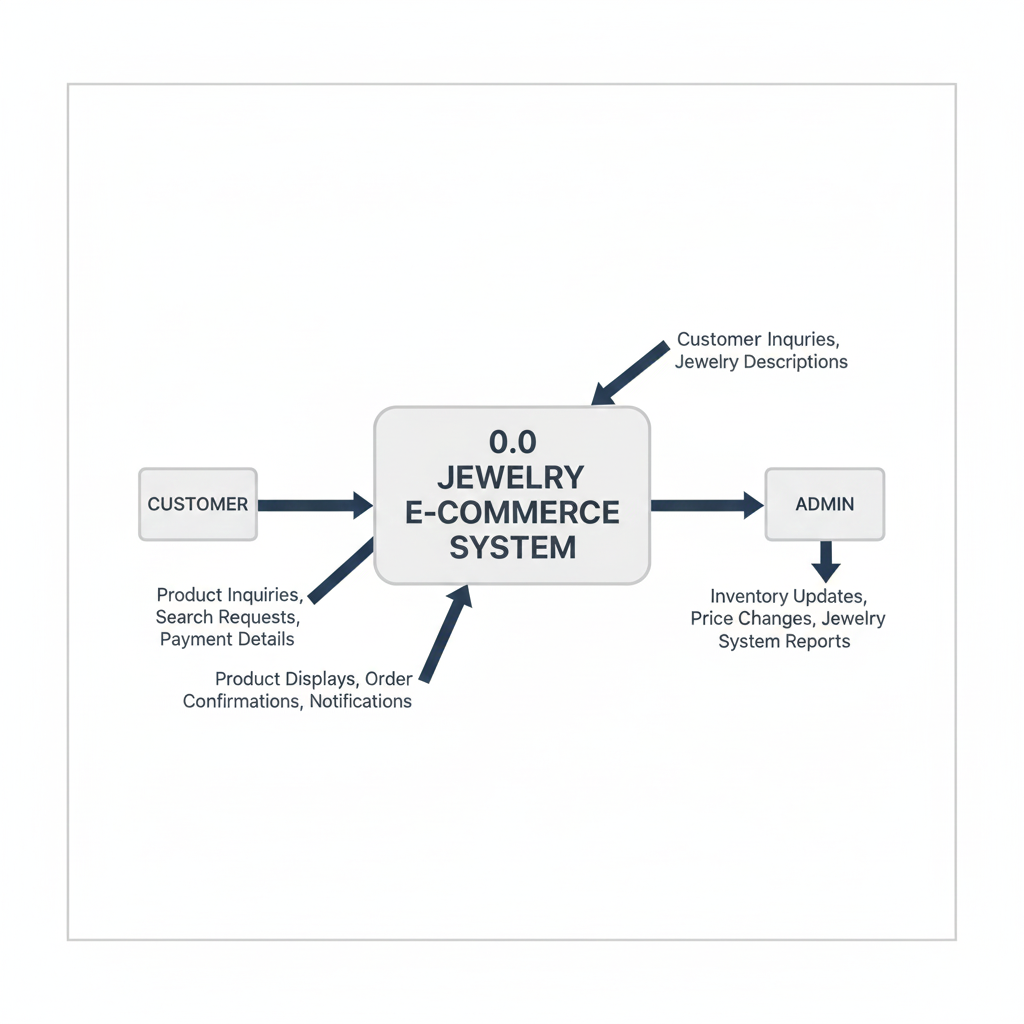 Customer Inquries,
Jewelry Descriptions
0.0
JEWELRY
E-COMMERCE
SYSTEM
CUSTOMER
ADMIN
Product Inquiries,
Search Requests,
Payment Details
Inventory Updates,
Price Changes, Jewelry
System Reports
Product Displays, Order
Confirmations, Notifications